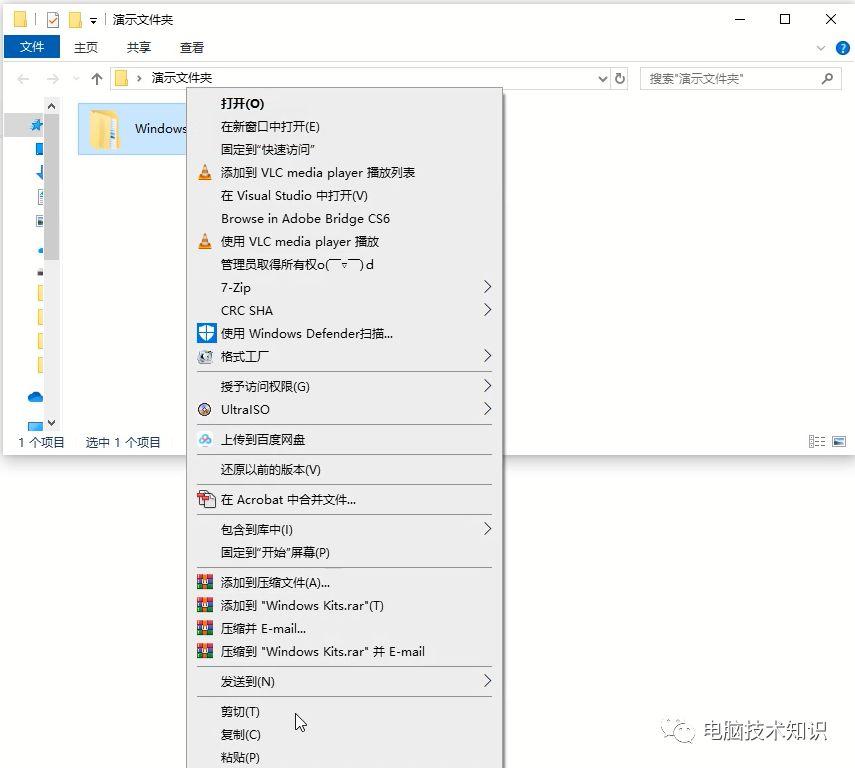 演示文件夹
文件 主页 共享 查看
演示文件夹
搜索"演示文件夹"
Windows
打开(O)
在新窗口中打开(E)
固定到"快速访问"
添加到 VLC media player 播放列表
在 Visual Studio 中打开(V)
Browse in Adobe Bridge CS6
使用 VLC media player 播放
管理员取得所有权o(￣▽￣)ｄ
7-Zip
CRC SHA
使用 Windows Defender扫描...
格式工厂
授予访问权限(G)
UltraISO
上传到百度网盘
还原以前的版本(V)
在 Acrobat 中合并文件...
包含到库中(I)
固定到"开始"屏幕(P)
添加到压缩文件(A)...
添加到 "Windows Kits.rar"(T)
压缩并 E-mail...
压缩到 "Windows Kits.rar" 并 E-mail
发送到(N)
剪切(T)
复制(C)
粘贴(P)
1 个项目 选中 1 个项目
电脑技术知识